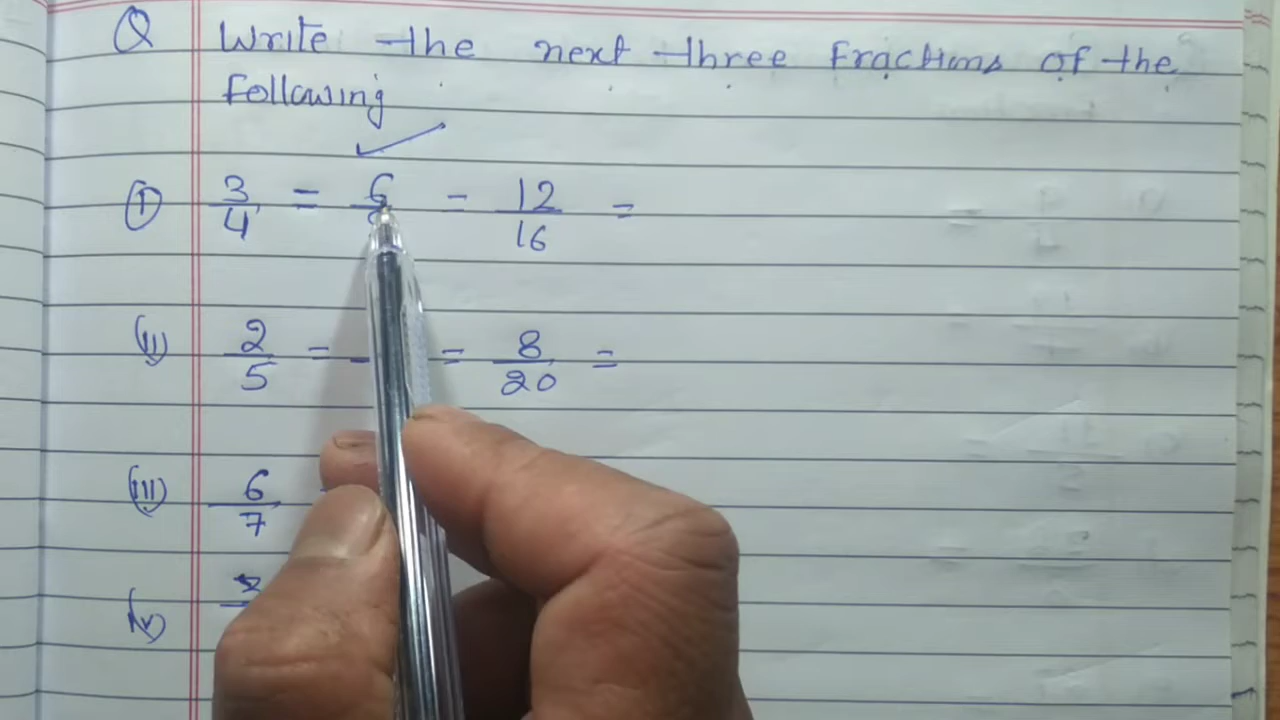 Q Write the next three fractions of the
following
(I) 3/4 = 6/ = 12/16 =
(II) 2/5 = = 8/20 =
(III) 6/7
(IV)